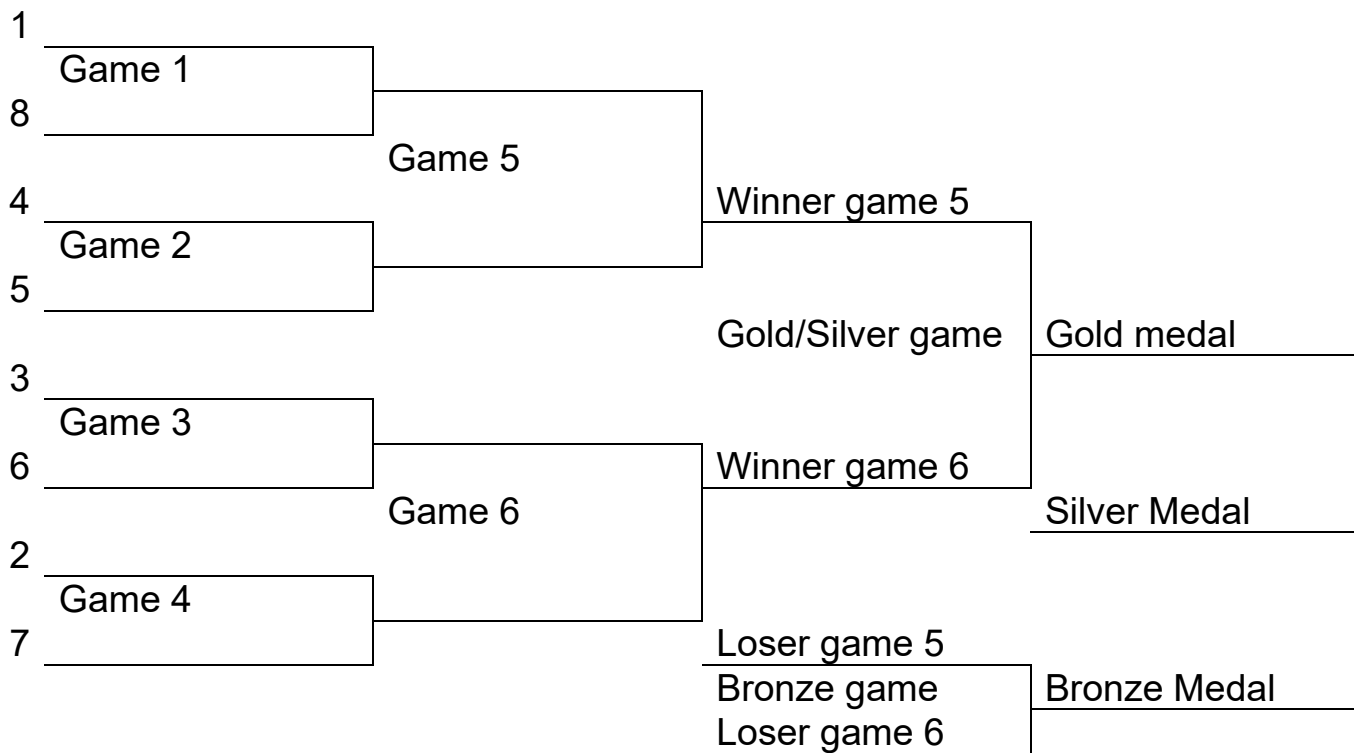 1
Game 1
8
Game 5
4
Winner game 5
Game 2
5
Gold/Silver game
Gold medal
3
Game 3
6
Winner game 6
Game 6
Silver Medal
2
Game 4
7
Loser game 5
Bronze game
Bronze Medal
Loser game 6